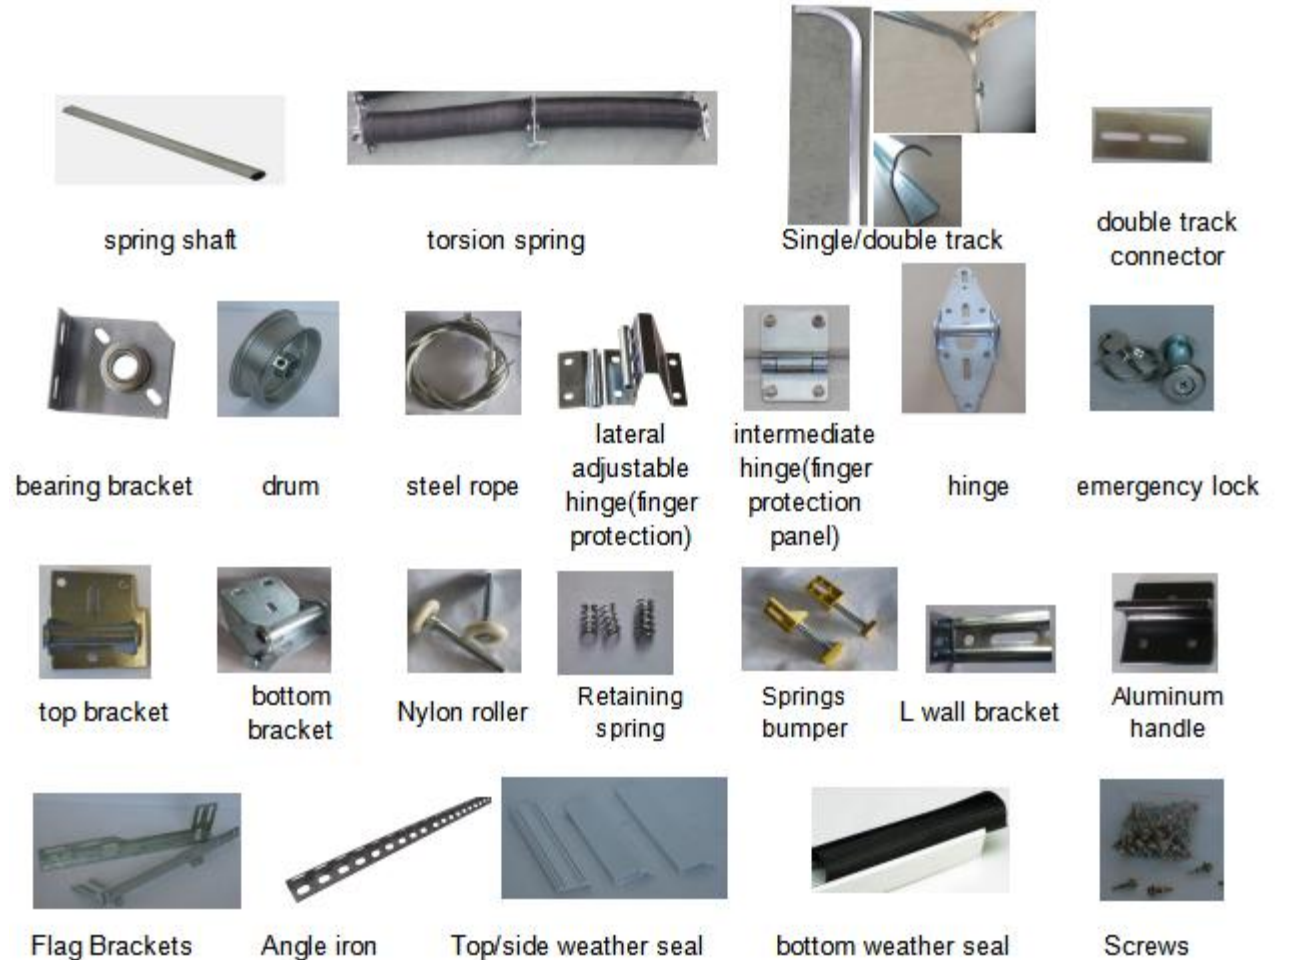 spring shaft
torsion spring
Single/double track
double track
connector
bearing bracket
drum
steel rope
lateral
adjustable
hinge(finger
protection)
intermediate
hinge(finger
protection
panel)
hinge
emergency lock
top bracket
bottom
bracket
Nylon roller
Retaining
spring
Springs
bumper
L wall bracket
Aluminum
handle
Flag Brackets
Angle iron
Top/side weather seal
bottom weather seal
Screws